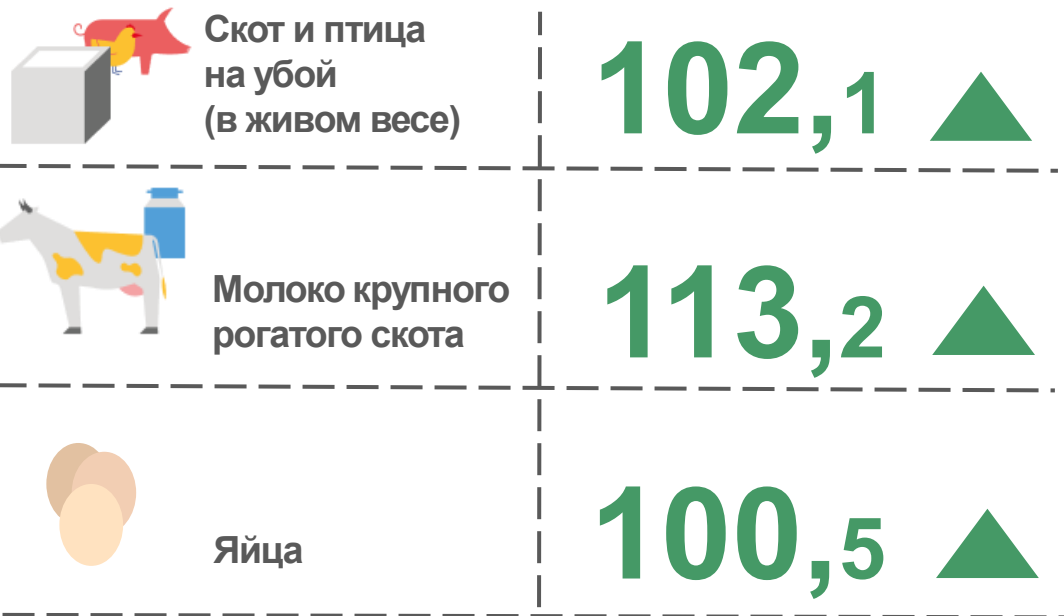 Скот и птица
на убой
(в живом весе)
102,1
Молоко крупного
рогатого скота
113,2
Яйца
100,5